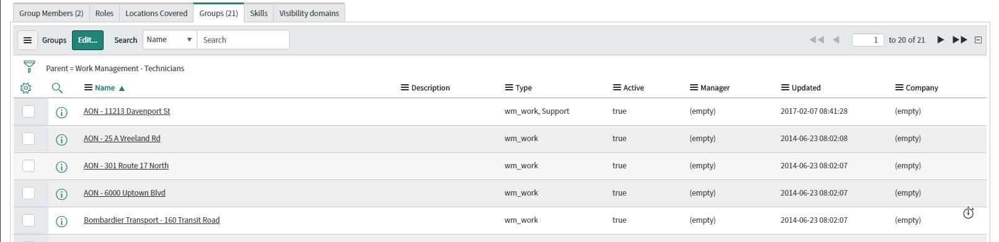 Group Members (2) Roles Locations Covered Groups (21) Skills Visibility domains
Groups Edit... Search Name Search 1 to 20 of 21
Parent = Work Management - Technicians
Name Description Type Active Manager Updated Company
AON - 11213 Davenport St wm_work, Support true (empty) 2017-02-07 08:41:28 (empty)
AON - 25 A Vreeland Rd wm_work true (empty) 2014-06-23 08:02:08 (empty)
AON - 301 Route 17 North wm_work true (empty) 2014-06-23 08:02:07 (empty)
AON - 6000 Uptown Blvd wm_work true (empty) 2014-06-23 08:02:07 (empty)
Bombardier Transport - 160 Transit Road wm_work true (empty) 2014-06-23 08:02:07 (empty)